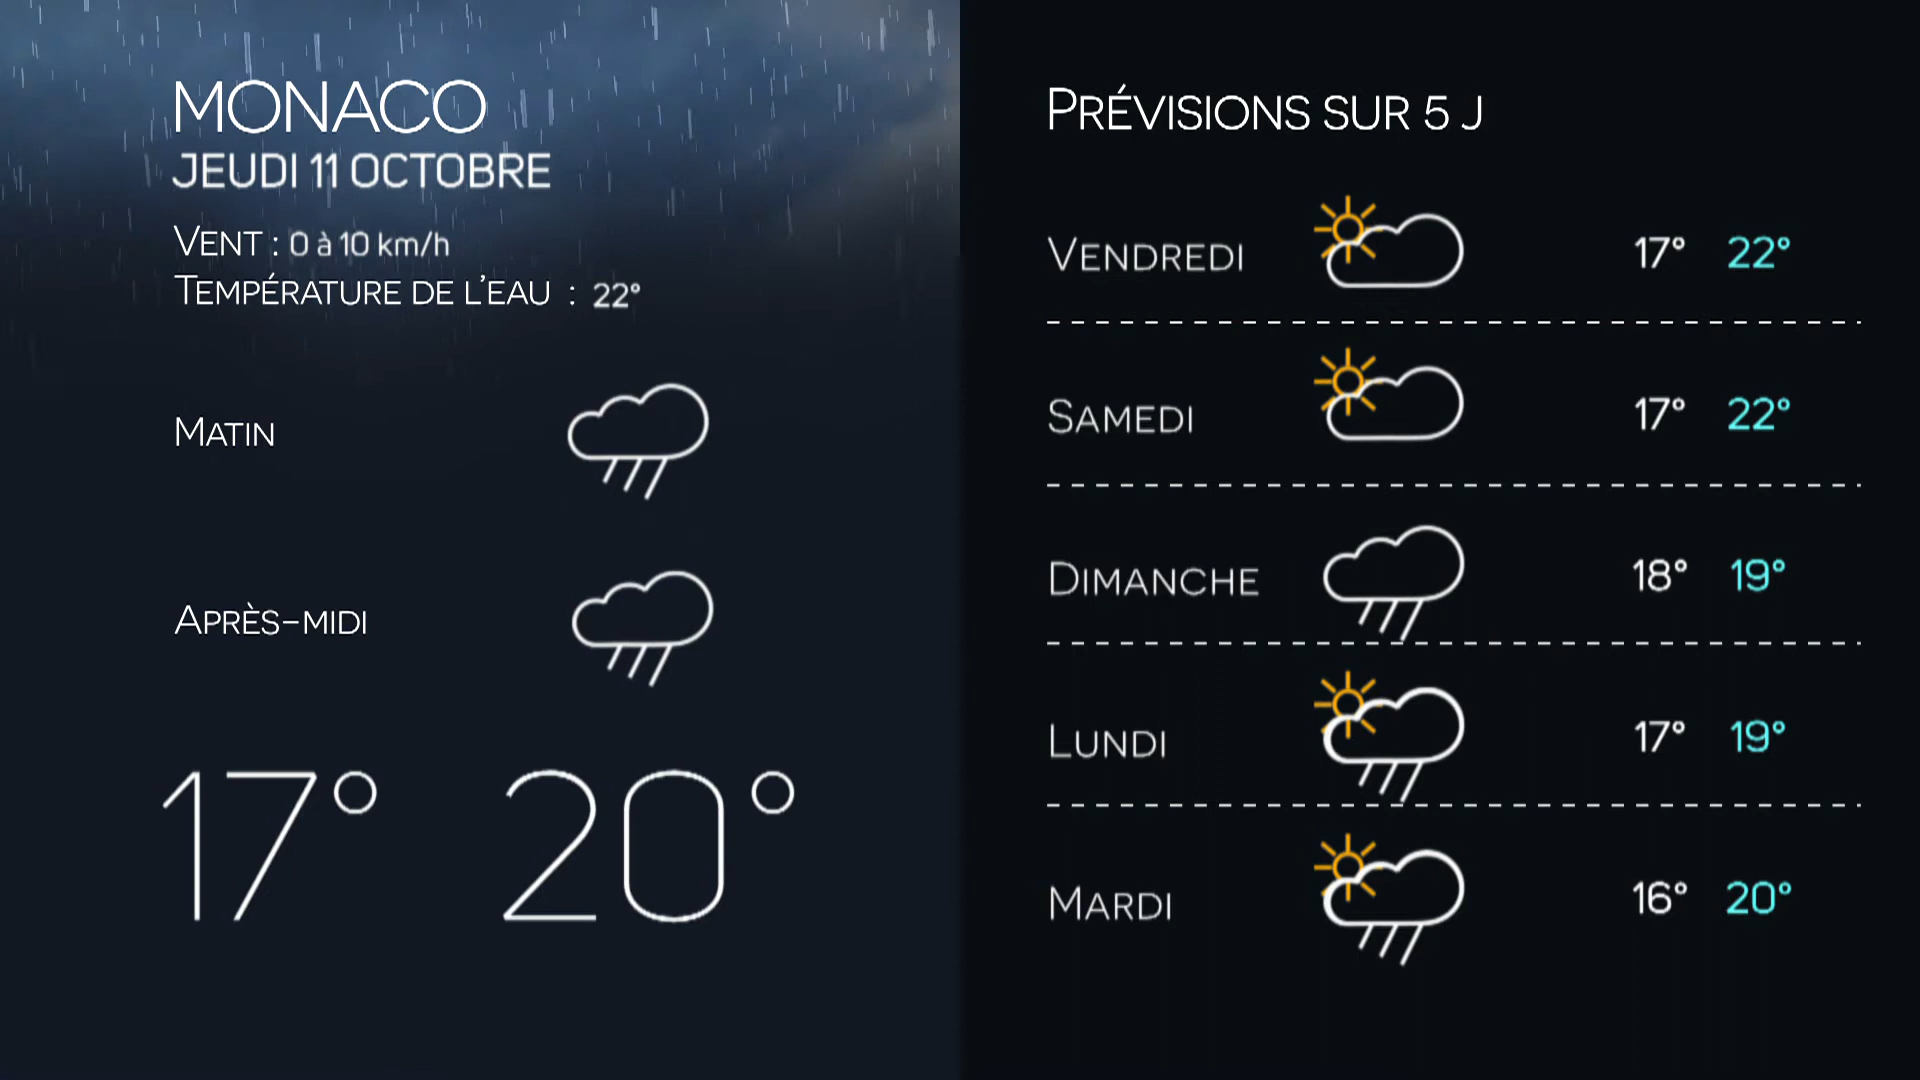 MONACO
JEUDI 11 OCTOBRE
VENT : 0 à 10 km/h
TEMPÉRATURE DE L'EAU : 22°
MATIN
APRÈS-MIDI
17° 20°
PRÉVISIONS SUR 5 J
VENDREDI 17° 22°
SAMEDI 17° 22°
DIMANCHE 18° 19°
LUNDI 17° 19°
MARDI 16° 20°